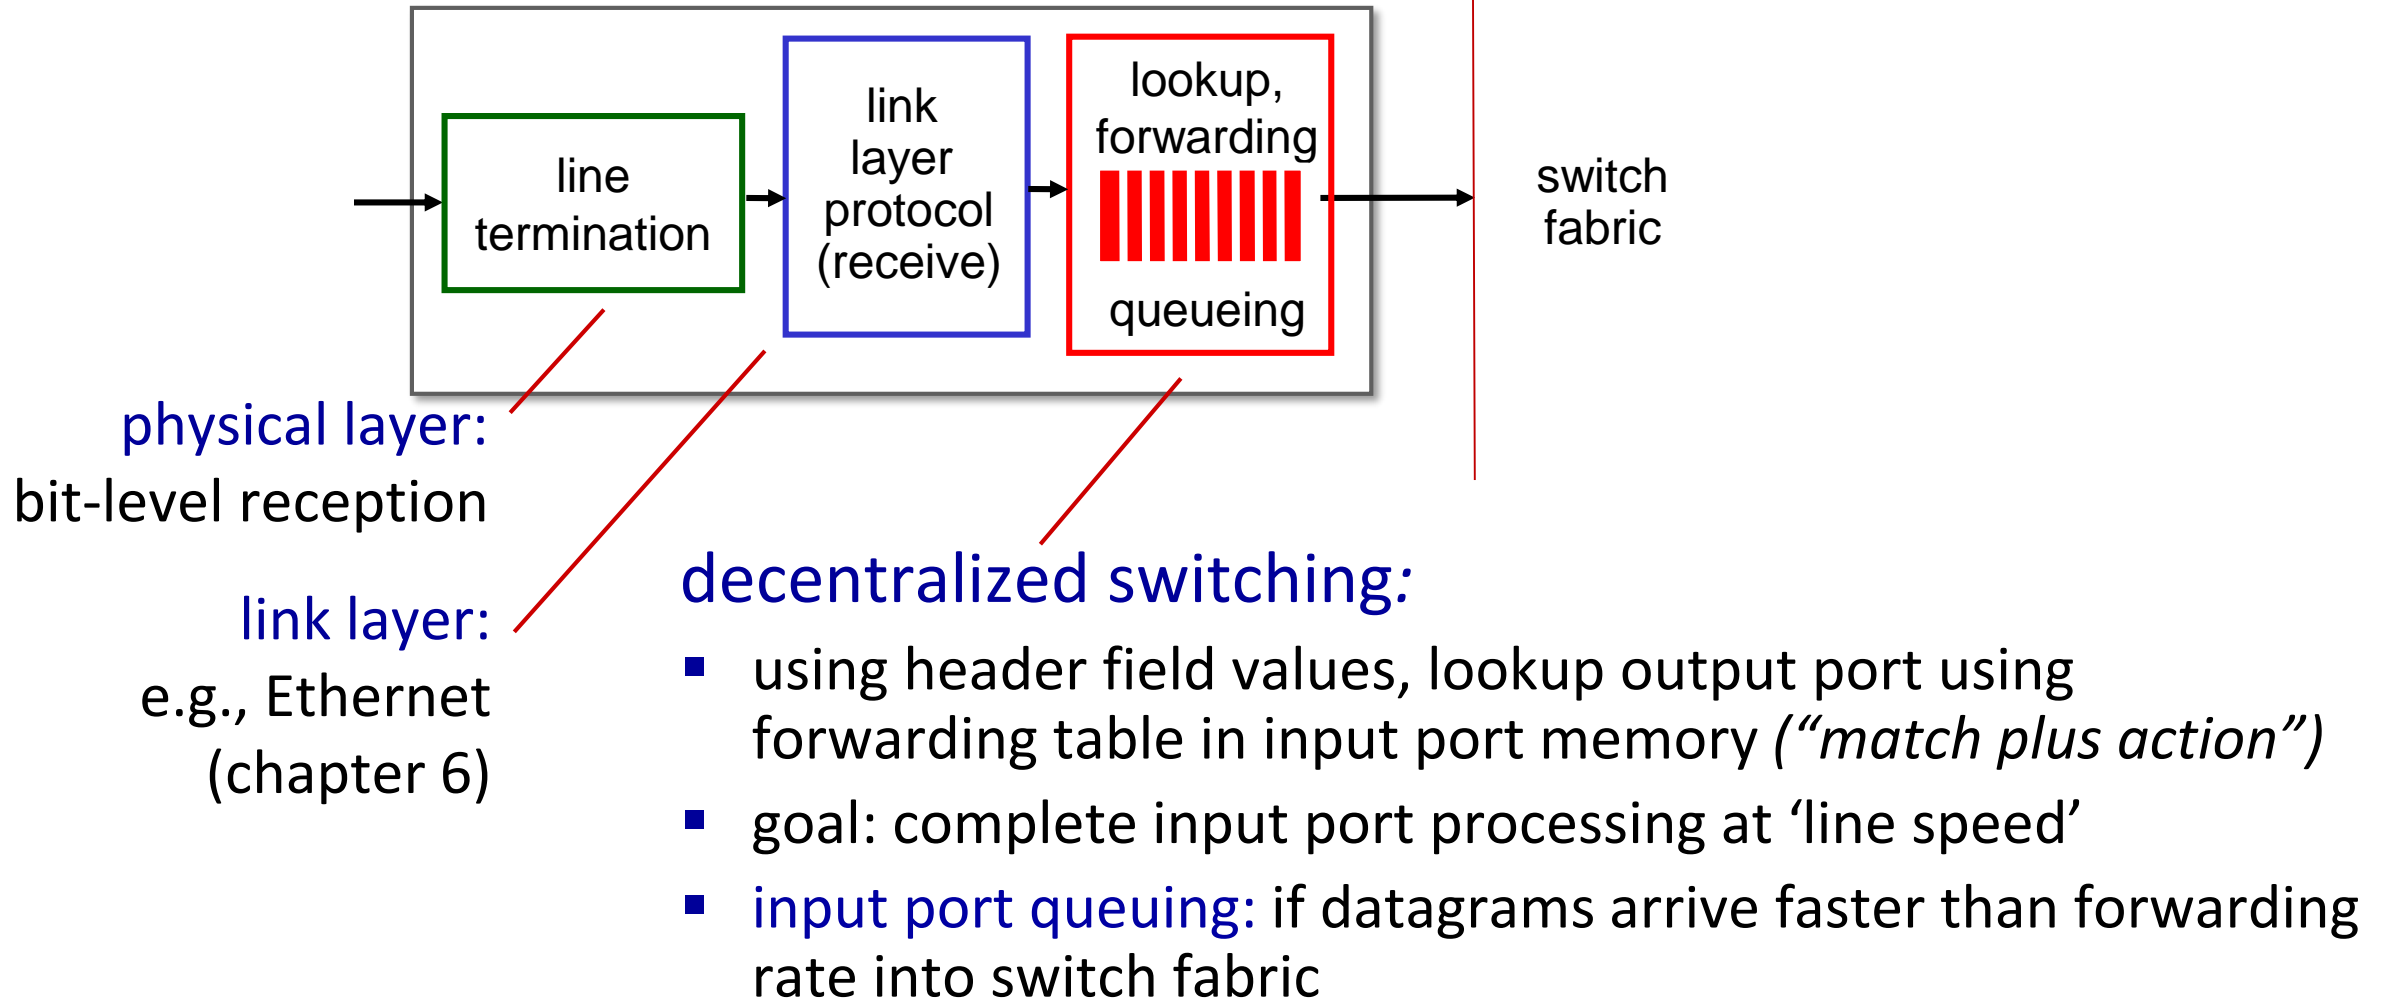 line
termination
link
layer
protocol
(receive)
lookup,
forwarding
queueing
switch
fabric
physical layer:
bit-level reception
link layer:
e.g., Ethernet
(chapter 6)
decentralized switching:
using header field values, lookup output port using
forwarding table in input port memory (“match plus action”)
goal: complete input port processing at ‘line speed’
input port queuing: if datagrams arrive faster than forwarding
rate into switch fabric